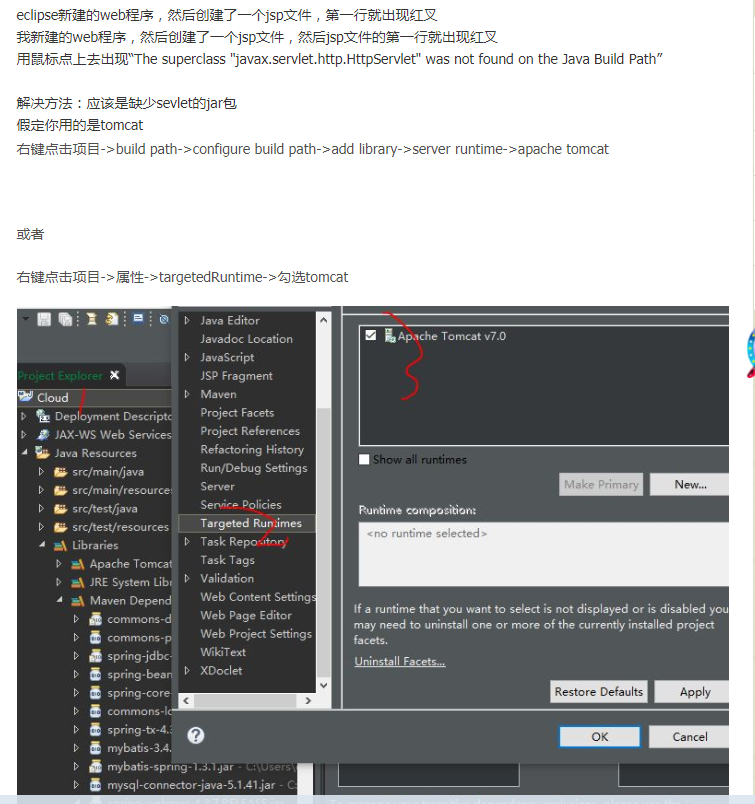 eclipse新建的web程序，然后创建了一个jsp文件，第一行就出现红叉
我新建的web程序，然后创建了一个jsp文件，然后jsp文件的第一行就出现红叉
用鼠标点上去出现“The superclass "javax.servlet.http.HttpServlet" was not found on the Java Build Path”
解决方法：应该是缺少sevlet的jar包
假定你用的是tomcat
右键点击项目->build path->configure build path->add library->server runtime->apache tomcat
或者
右键点击项目->属性->targetedRuntime->勾选tomcat
Project Explorer
Cloud
Deployment Descripto
JAX-WS Web Services
Java Resources
src/main/java
src/main/resources
src/test/java
src/test/resources
Libraries
Apache Tomcat
JRE System Libr
Maven Depend
commons-d
commons-p
spring-jdbc-
spring-bean
spring-core-
commons-lo
spring-tx-4.3
mybatis-3.4.
mybatis-spring-1.3.1.jar - C:\Users\
mysql-connector-java-5.1.41.jar - C:
Java Editor
Javadoc Location
JavaScript
JSP Fragment
Maven
Project Facets
Project References
Refactoring History
Run/Debug Settings
Server
Service Policies
Targeted Runtimes
Task Repository
Task Tags
Validation
Web Content Settings
Web Page Editor
Web Project Settings
WikiText
XDoclet
Apache Tomcat v7.0
Show all runtimes
Make Primary
New...
Runtime composition:
<no runtime selected>
If a runtime that you want to select is not displayed or is disabled you
may need to uninstall one or more of the currently installed project
facets.
Uninstall Facets...
Restore Defaults
Apply
OK
Cancel